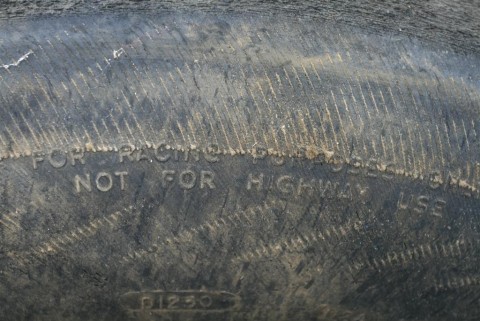 FOR RACING PURPOSES ONLY
NOT FOR HIGHWAY USE
D1250